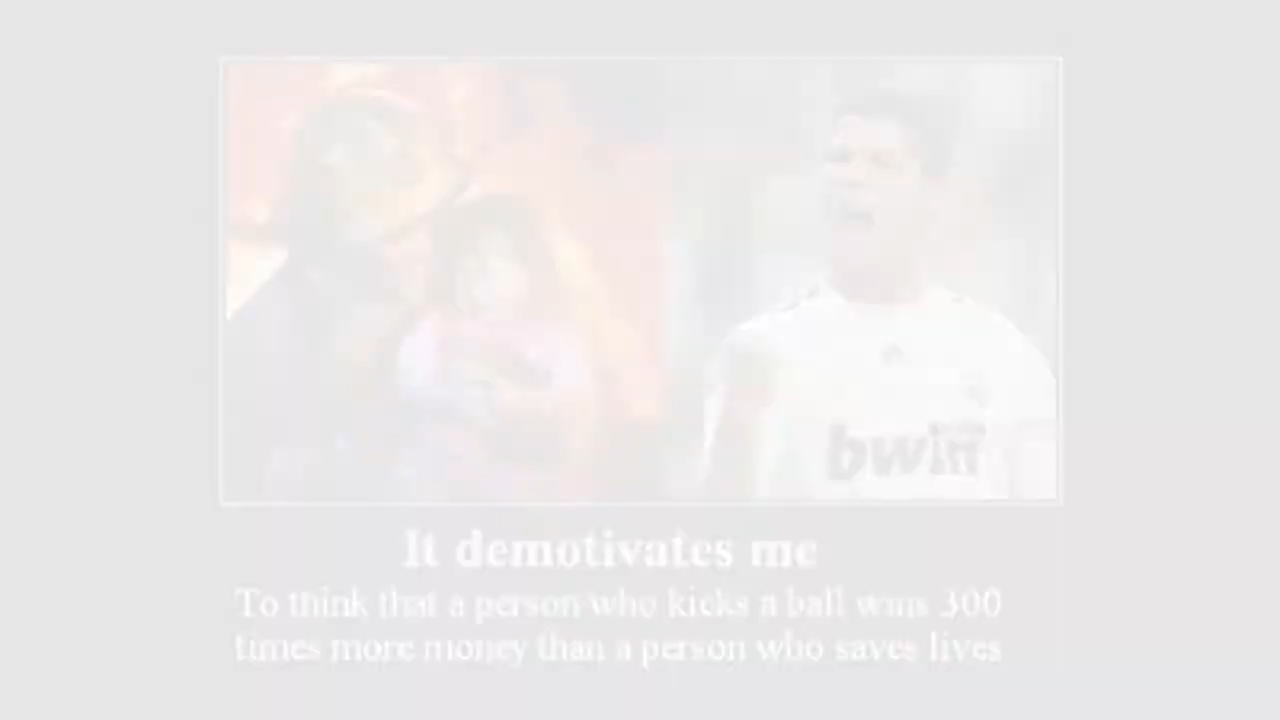 bwin
It demotivates me
To think that a person who kicks a ball wins 300
times more money than a person who saves lives